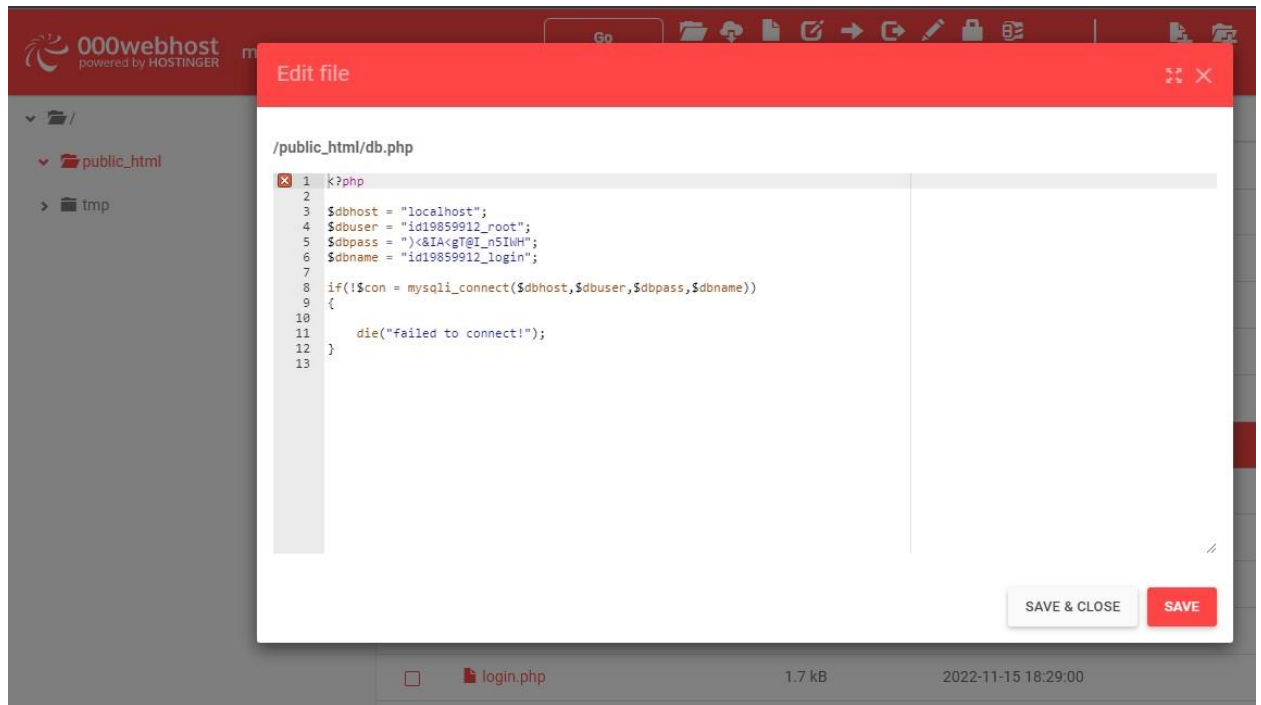 000webhost
powered by HOSTINGER
m
Go
Edit file
/
public_html
tmp
/public_html/db.php
1 <?php
2
3 $dbhost = "localhost";
4 $dbuser = "id19859912_root";
5 $dbpass = ")<&IA<gT@I_n5IWH";
6 $dbname = "id19859912_login";
7
8 if(!$con = mysqli_connect($dbhost,$dbuser,$dbpass,$dbname))
9 {
10
11 die("failed to connect!");
12 }
13
SAVE & CLOSE
SAVE
login.php 1.7 kB 2022-11-15 18:29:00